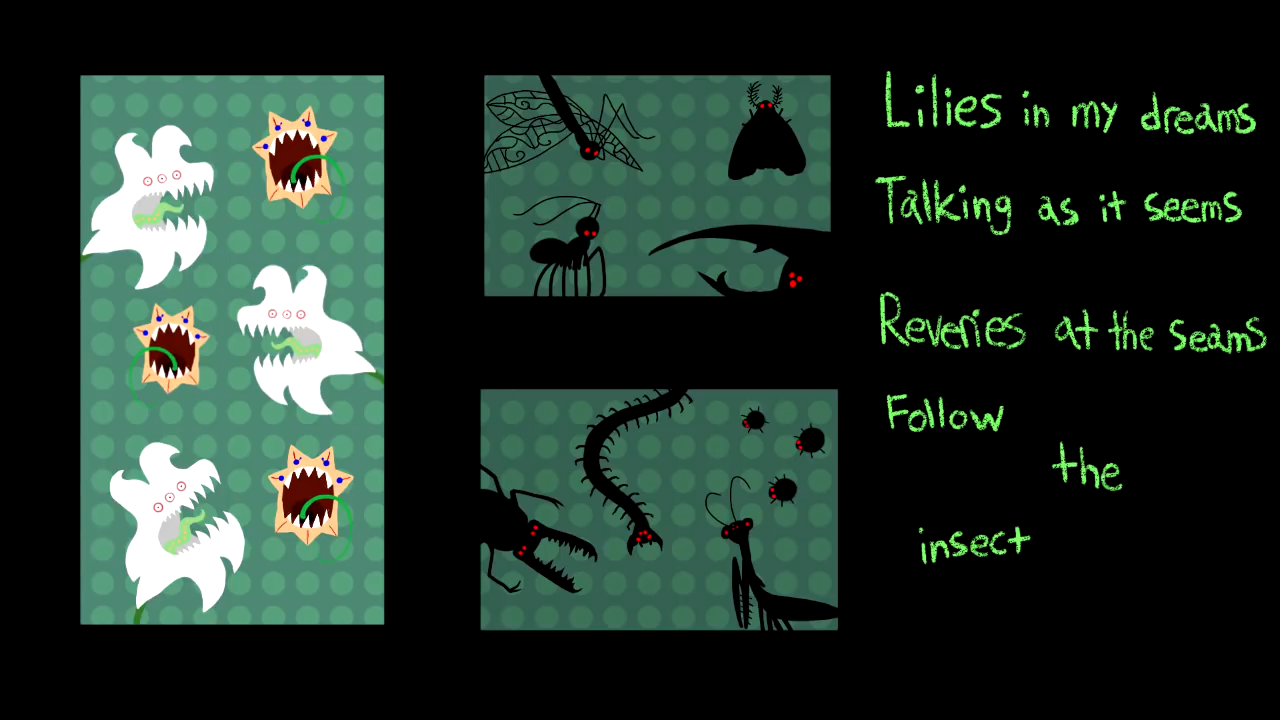 Lilies in my dreams
Talking as it seems
Reveries at the seams
Follow
the
insect